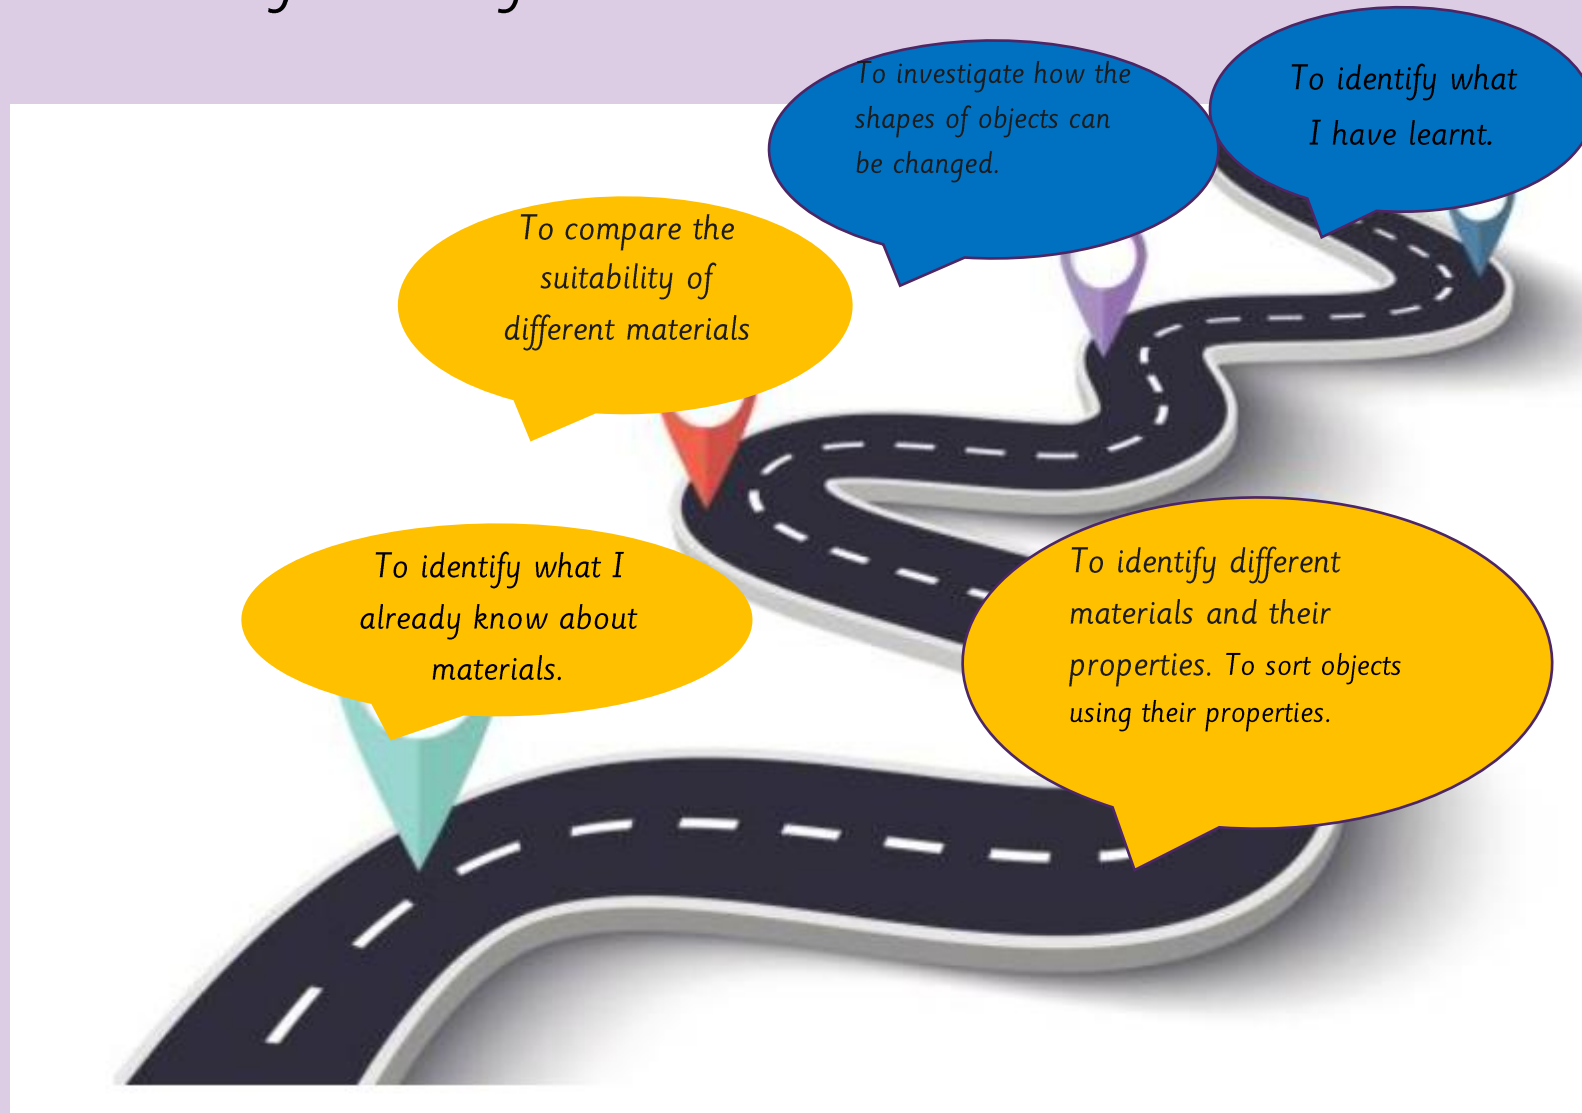 To investigate how the
shapes of objects can
be changed.
To identify what
I have learnt.
To compare the
suitability of
different materials
To identify what I
already know about
materials.
To identify different
materials and their
properties. To sort objects
using their properties.